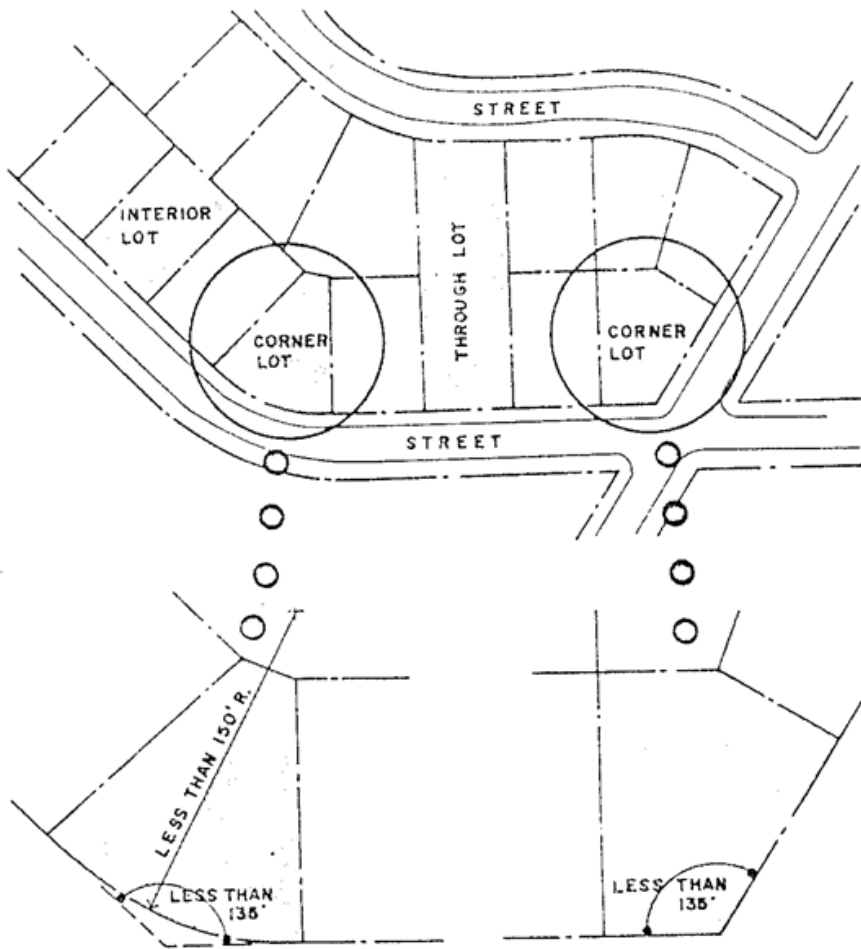 STREET
INTERIOR
LOT
THROUGH LOT
CORNER
LOT
CORNER
LOT
STREET
LESS THAN 150' R.
LESS THAN
135°
LESS THAN
135°